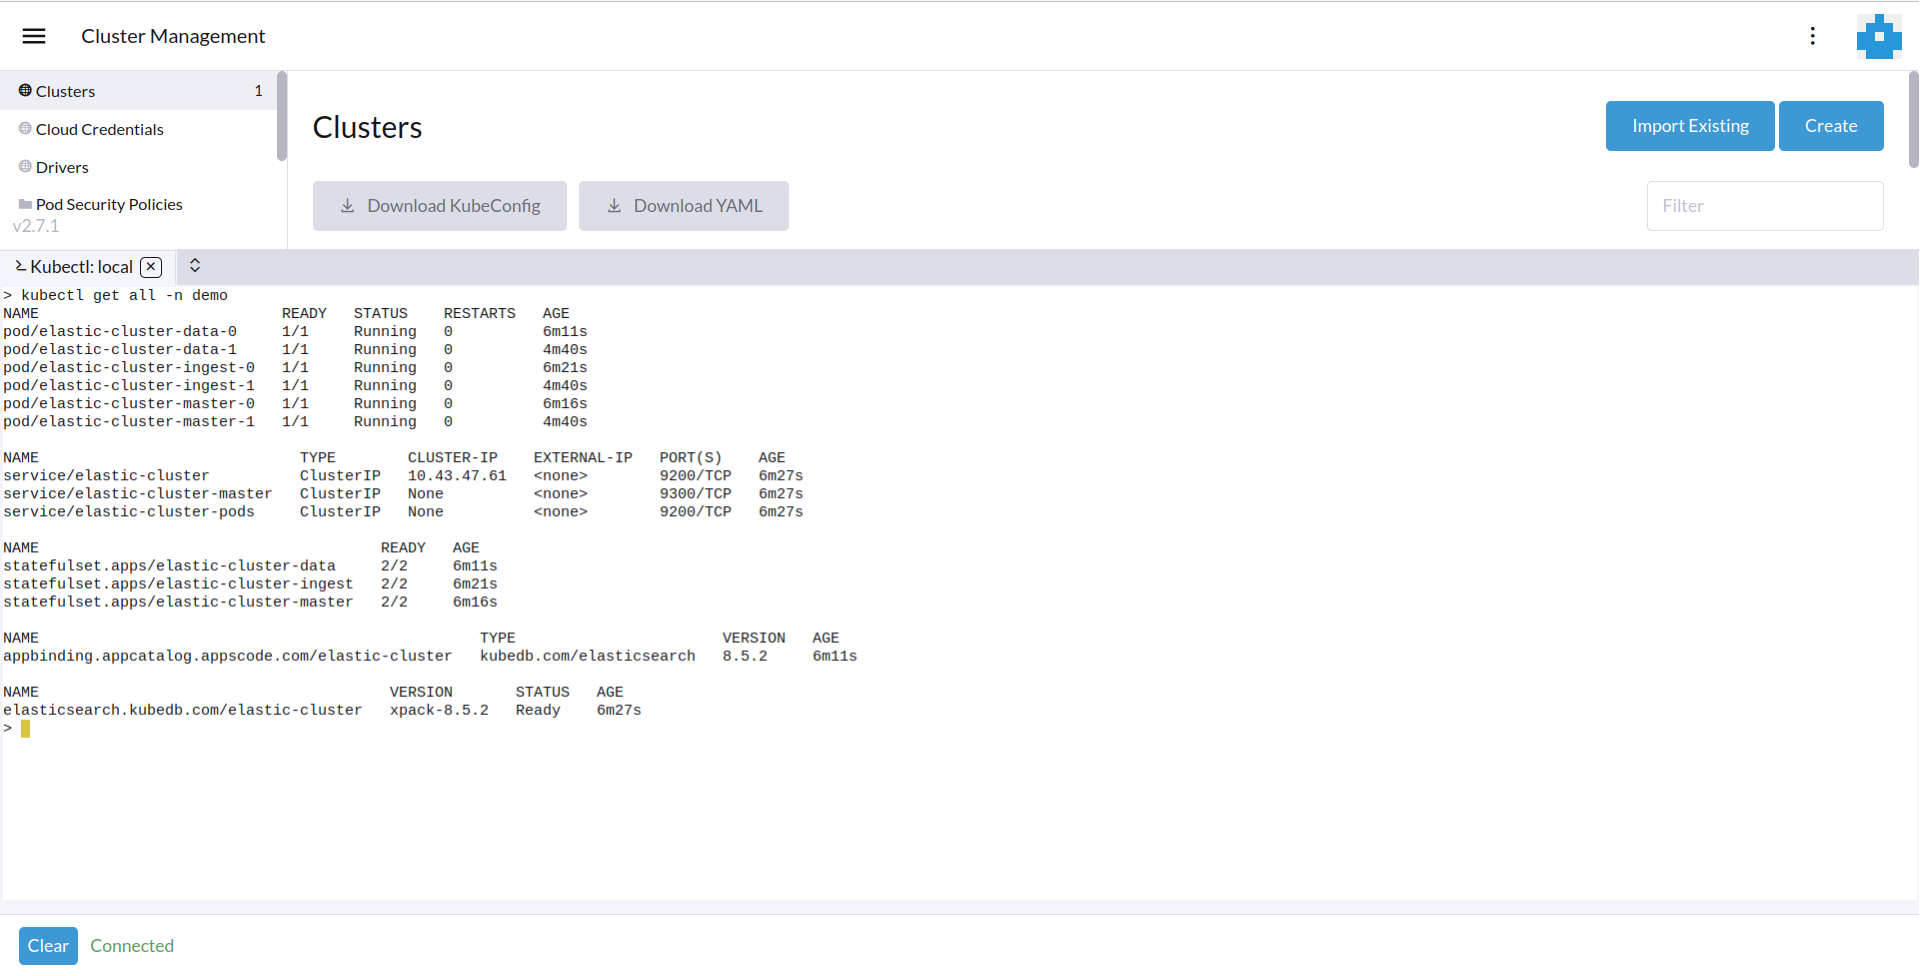 Cluster Management
Clusters 1
Cloud Credentials
Drivers
Pod Security Policies
v2.7.1
Clusters
Import Existing
Create
Download KubeConfig
Download YAML
Filter
Kubectl: local
> kubectl get all -n demo
NAME READY STATUS RESTARTS AGE
pod/elastic-cluster-data-0 1/1 Running 0 6m11s
pod/elastic-cluster-data-1 1/1 Running 0 4m40s
pod/elastic-cluster-ingest-0 1/1 Running 0 6m21s
pod/elastic-cluster-ingest-1 1/1 Running 0 4m40s
pod/elastic-cluster-master-0 1/1 Running 0 6m16s
pod/elastic-cluster-master-1 1/1 Running 0 4m40s
NAME TYPE CLUSTER-IP EXTERNAL-IP PORT(S) AGE
service/elastic-cluster ClusterIP 10.43.47.61 <none> 9200/TCP 6m27s
service/elastic-cluster-master ClusterIP None <none> 9300/TCP 6m27s
service/elastic-cluster-pods ClusterIP None <none> 9200/TCP 6m27s
NAME READY AGE
statefulset.apps/elastic-cluster-data 2/2 6m11s
statefulset.apps/elastic-cluster-ingest 2/2 6m21s
statefulset.apps/elastic-cluster-master 2/2 6m16s
NAME TYPE VERSION AGE
appbinding.appcatalog.appscode.com/elastic-cluster kubedb.com/elasticsearch 8.5.2 6m11s
NAME VERSION STATUS AGE
elasticsearch.kubedb.com/elastic-cluster xpack-8.5.2 Ready 6m27s
>
Clear
Connected